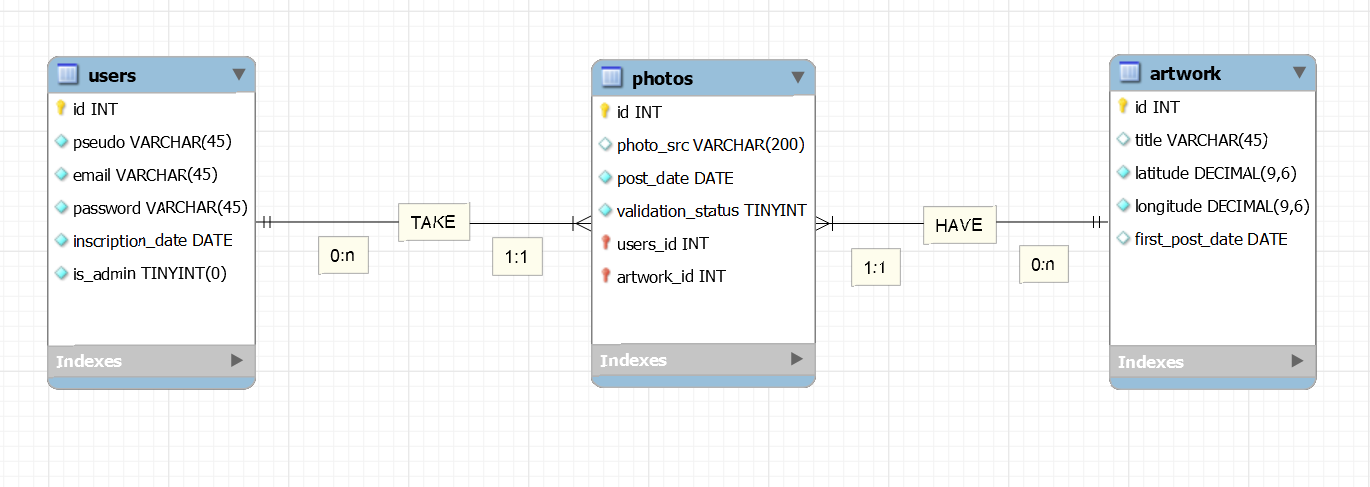 users
id INT
pseudo VARCHAR(45)
email VARCHAR(45)
password VARCHAR(45)
inscription_date DATE
is_admin TINYINT(0)
Indexes
TAKE
0:n
1:1
photos
id INT
photo_src VARCHAR(200)
post_date DATE
validation_status TINYINT
users_id INT
artwork_id INT
Indexes
HAVE
1:1
0:n
artwork
id INT
title VARCHAR(45)
latitude DECIMAL(9,6)
longitude DECIMAL(9,6)
first_post_date DATE
Indexes